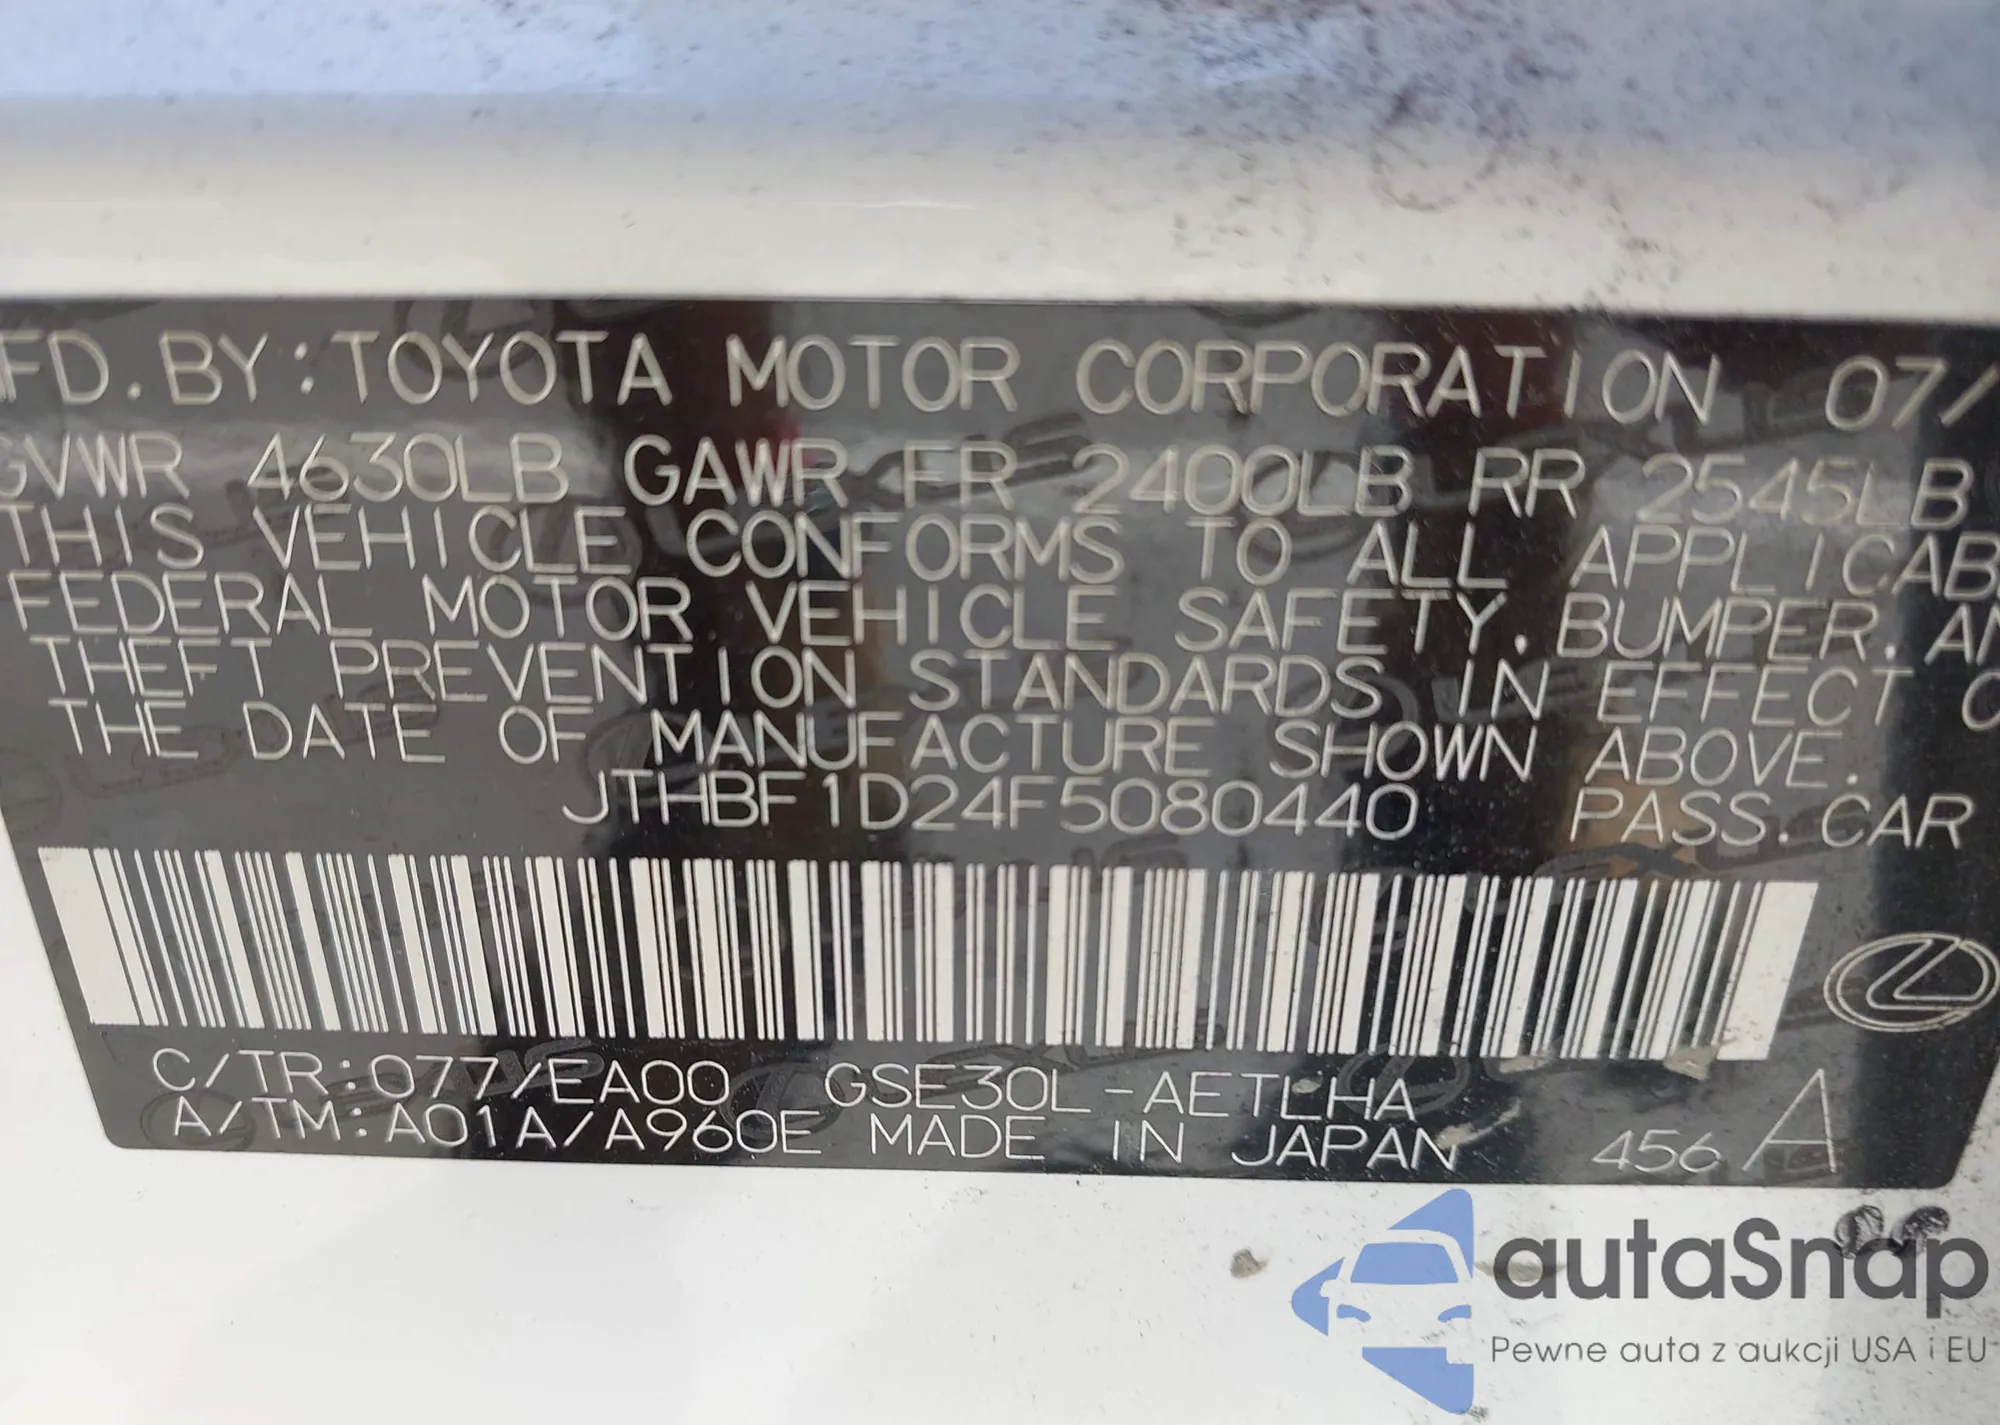 FD.BY:TOYOTA MOTOR CORPORATION 07/
GVWR 4630LB GAWR FR 2400LB RR 2545LB
THIS VEHICLE CONFORMS TO ALL APPLICAB
FEDERAL MOTOR VEHICLE SAFETY, BUMPER, AN
THEFT PREVENTION STANDARDS IN EFFECT O
THE DATE OF MANUFACTURE SHOWN ABOVE.
JTHBF1D24F5080440 PASS. CAR
C/TR:077/EA00 GSE30L-AETLHA
A/TM:A01A/A960E MADE IN JAPAN 456 A
autaSnap
Pewne auta z aukcji USA i EU